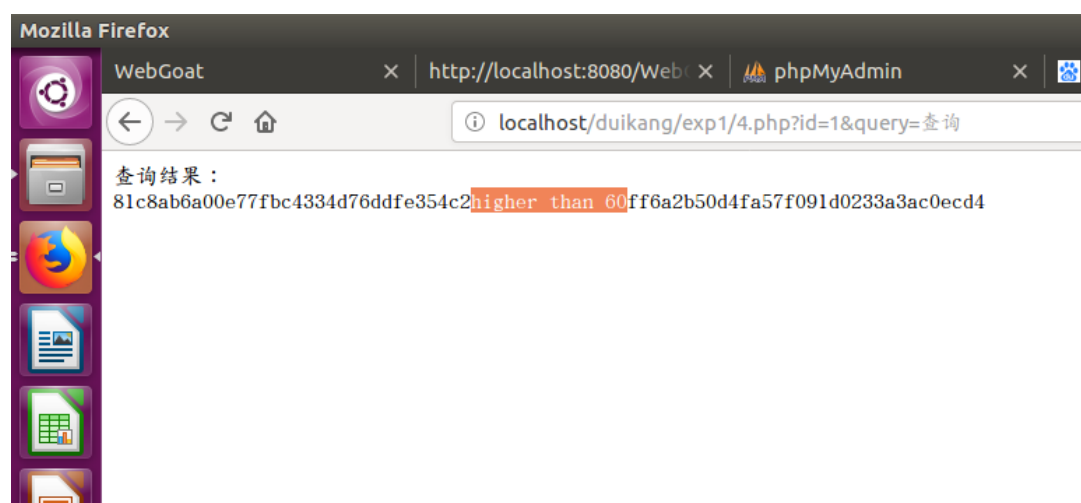 Mozilla Firefox
WebGoat × http://localhost:8080/Web × phpMyAdmin ×
localhost/duikang/exp1/4.php?id=1&query=查询
查询结果：
81c8ab6a00e77fbc4334d76ddfe354c2higher than 60ff6a2b50d4fa57f091d0233a3ac0ecd4